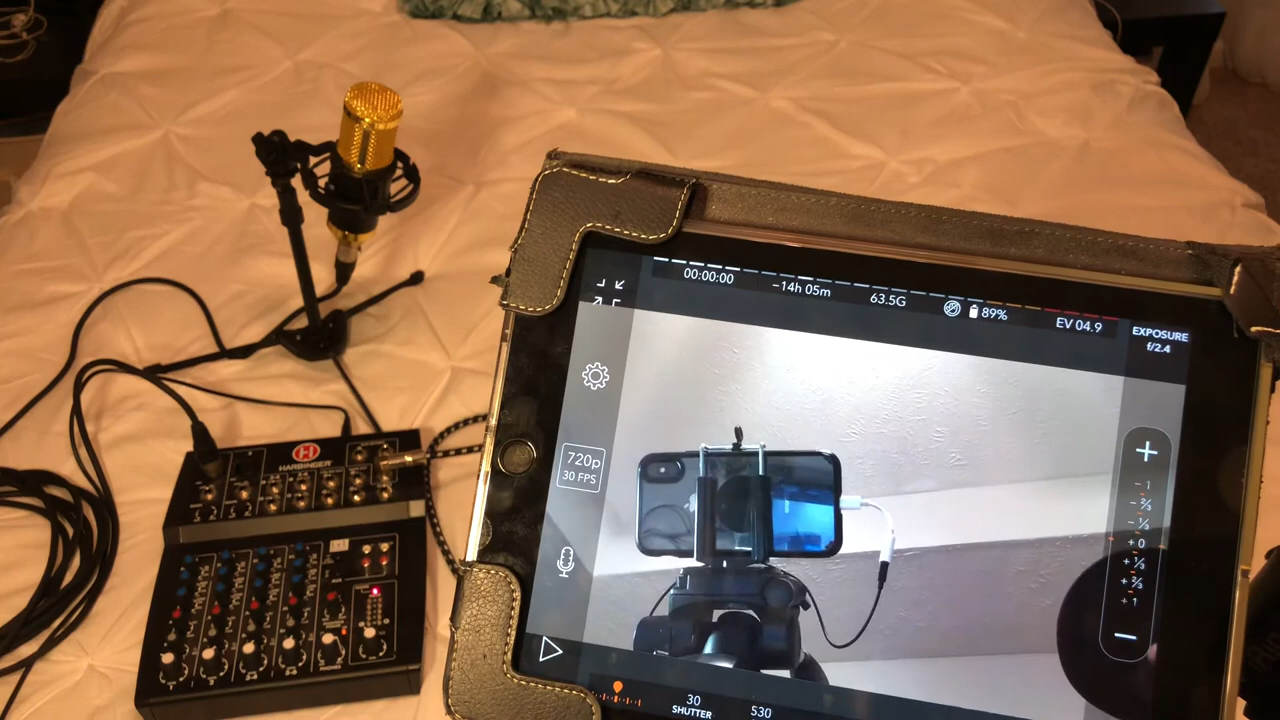 00:00:00
-14h 05m
63.5G
89%
EV 04.9
EXPOSURE
f/2.4
720p
30 FPS
+
- 1
- ⅔
- ⅓
+ 0
+ ⅓
+ ⅔
+ 1
−
30
SHUTTER
530
H
HARBINGER
PHONES